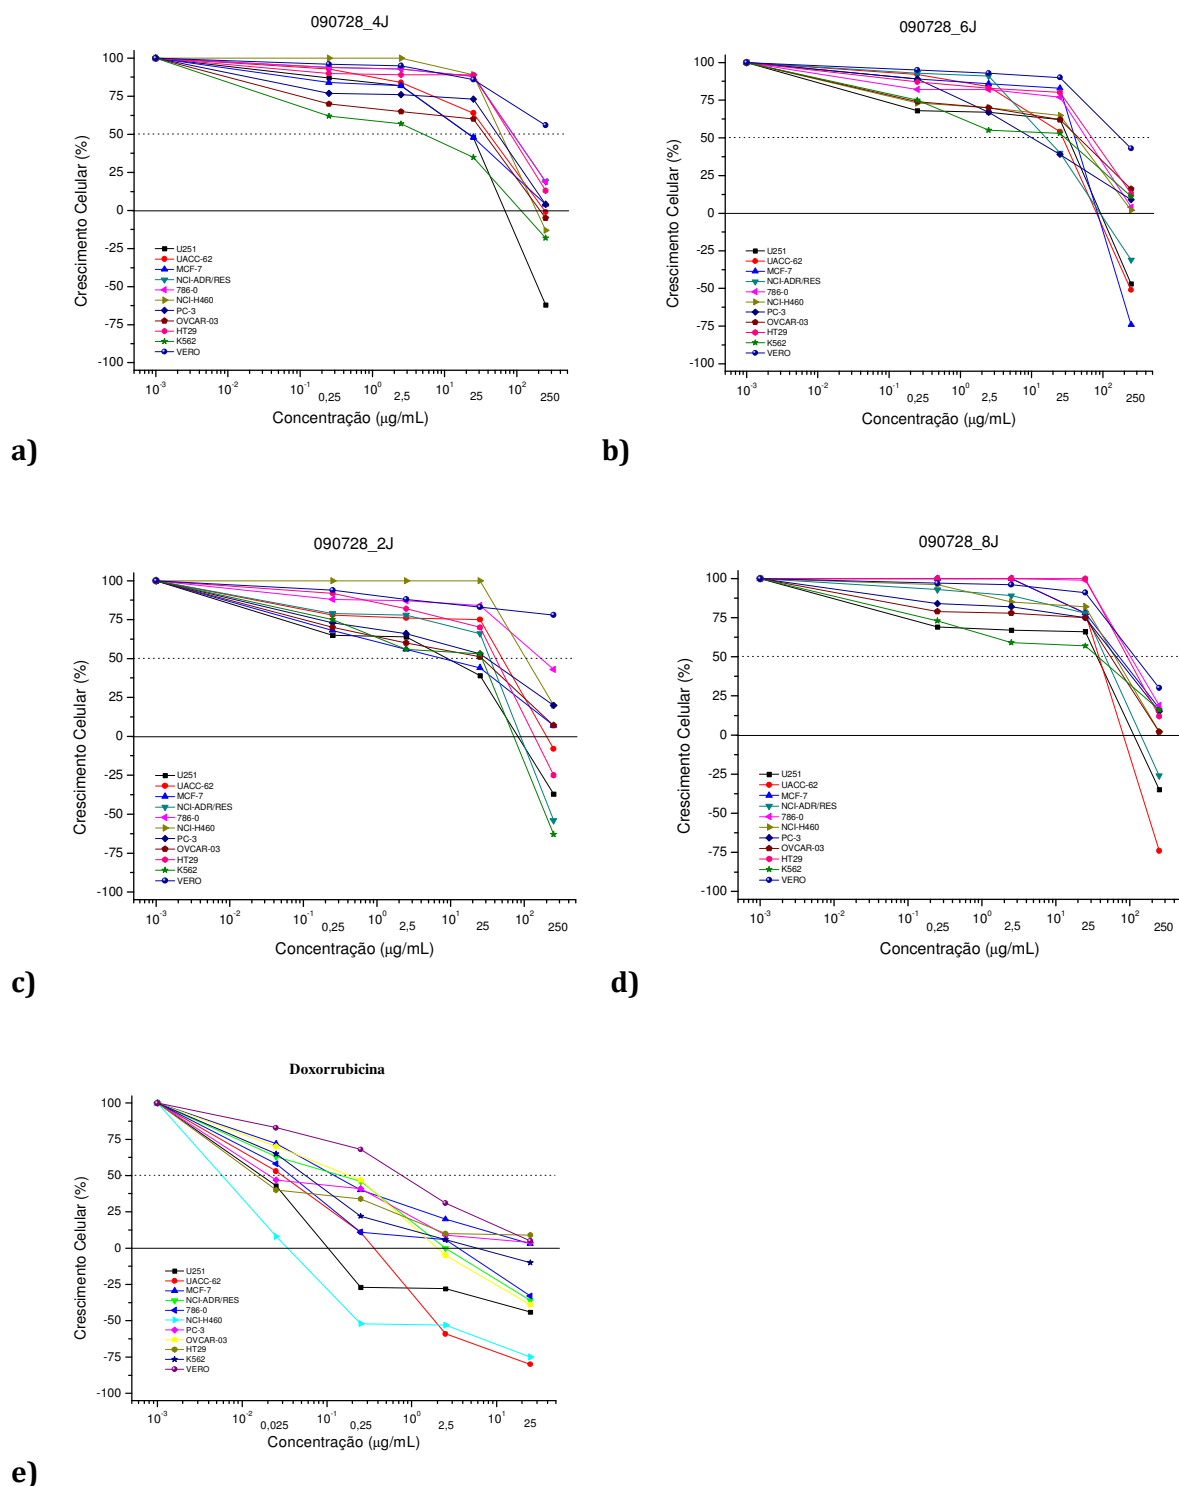 090728_4J
Crescimento Celular (%)
100
75
50
25
0
-25
-50
-75
-100
U251
UACC-62
MCF-7
NCI-ADR/RES
786-0
NCI-H460
PC-3
OVCAR-03
HT29
K562
VERO
10⁻³ 10⁻² 10⁻¹ 10⁰ 10¹ 10²
0,25 2,5 25 250
Concentração (µg/mL)
a)
090728_6J
Crescimento Celular (%)
100
75
50
25
0
-25
-50
-75
-100
U251
UACC-62
MCF-7
NCI-ADR/RES
786-0
NCI-H460
PC-3
OVCAR-03
HT29
K562
VERO
10⁻³ 10⁻² 10⁻¹ 10⁰ 10¹ 10²
0,25 2,5 25 250
Concentração (µg/mL)
b)
090728_2J
Crescimento Celular (%)
100
75
50
25
0
-25
-50
-75
-100
U251
UACC-62
MCF-7
NCI-ADR/RES
786-0
NCI-H460
PC-3
OVCAR-03
HT29
K562
VERO
10⁻³ 10⁻² 10⁻¹ 10⁰ 10¹ 10²
0,25 2,5 25 250
Concentração (µg/mL)
c)
090728_8J
Crescimento Celular (%)
100
75
50
25
0
-25
-50
-75
-100
U251
UACC-62
MCF-7
NCI-ADR/RES
786-0
NCI-H460
PC-3
OVCAR-03
HT29
K562
VERO
10⁻³ 10⁻² 10⁻¹ 10⁰ 10¹ 10²
0,25 2,5 25 250
Concentração (µg/mL)
d)
Doxorrubicina
Crescimento Celular (%)
100
75
50
25
0
-25
-50
-75
-100
U251
UACC-62
MCF-7
NCI-ADR/RES
786-0
NCI-H460
PC-3
OVCAR-03
HT29
K562
VERO
10⁻³ 10⁻² 10⁻¹ 10⁰ 10¹
0,025 0,25 2,5 25
Concentração (µg/mL)
e)